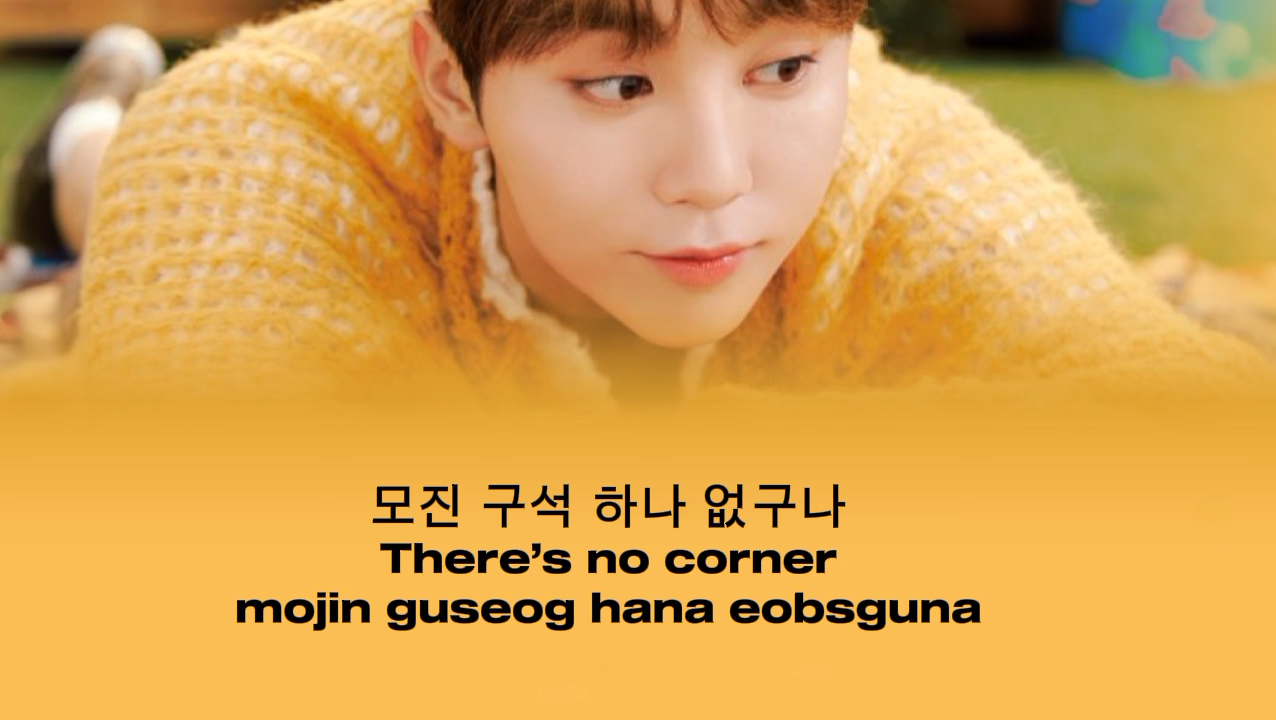 모진 구석 하나 없구나
There’s no corner
mojin guseog hana eobsguna